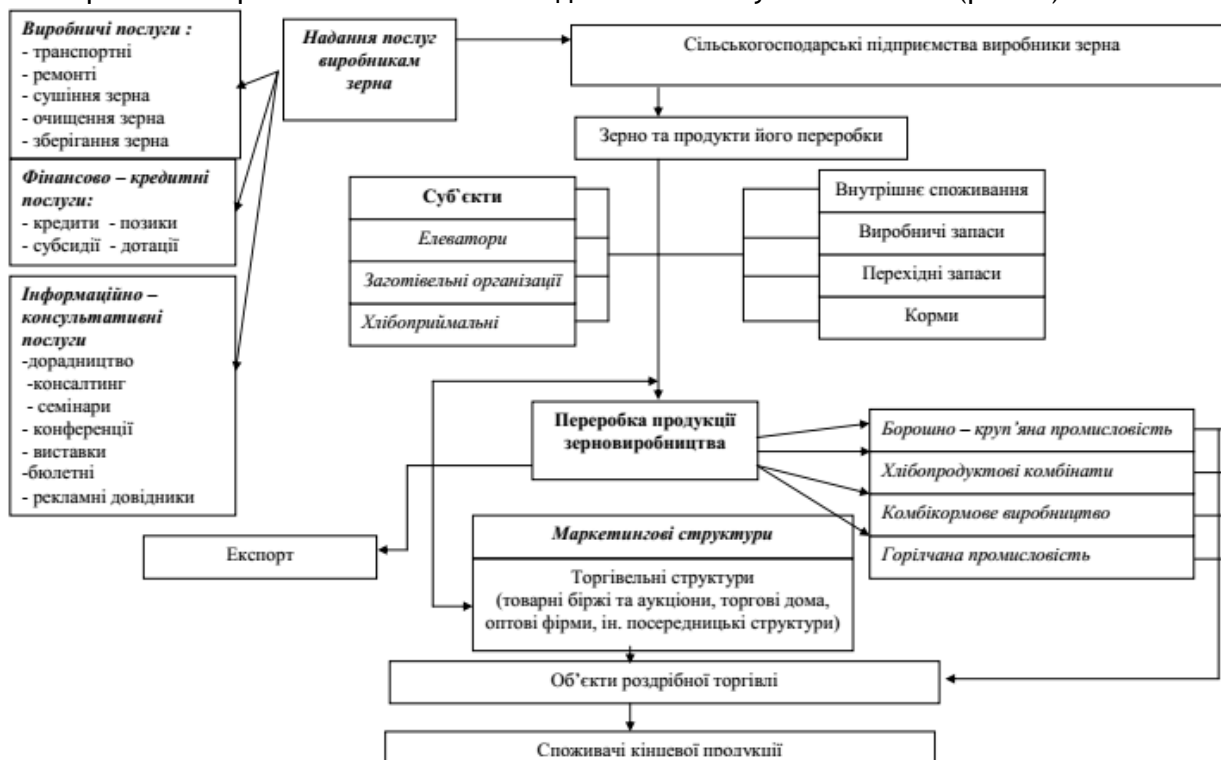 Виробничі послуги :
- транспортні
- ремонті
- сушіння зерна
- очищення зерна
- зберігання зерна
Фінансово – кредитні
послуги:
- кредити - позики
- субсидії - дотації
Інформаційно –
консультативні
послуги
-дорадництво
-консалтинг
- семінари
- конференції
- виставки
-бюлетні
- рекламні довідники
Надання послуг
виробникам
зерна
Сільськогосподарські підприємства виробники зерна
Зерно та продукти його переробки
Суб`єкти
Елеватори
Заготівельні організації
Хлібоприймальні
Внутрішнє споживання
Виробничі запаси
Перехідні запаси
Корми
Переробка продукції
зерновиробництва
Борошно – круп’яна промисловість
Хлібопродуктові комбінати
Комбікормове виробництво
Горілчана промисловість
Експорт
Маркетингові структури
Торгівельні структури
(товарні біржі та аукціони, торгові дома,
оптові фірми, ін. посередницькі структури)
Об’єкти роздрібної торгівлі
Споживачі кінцевої продукції